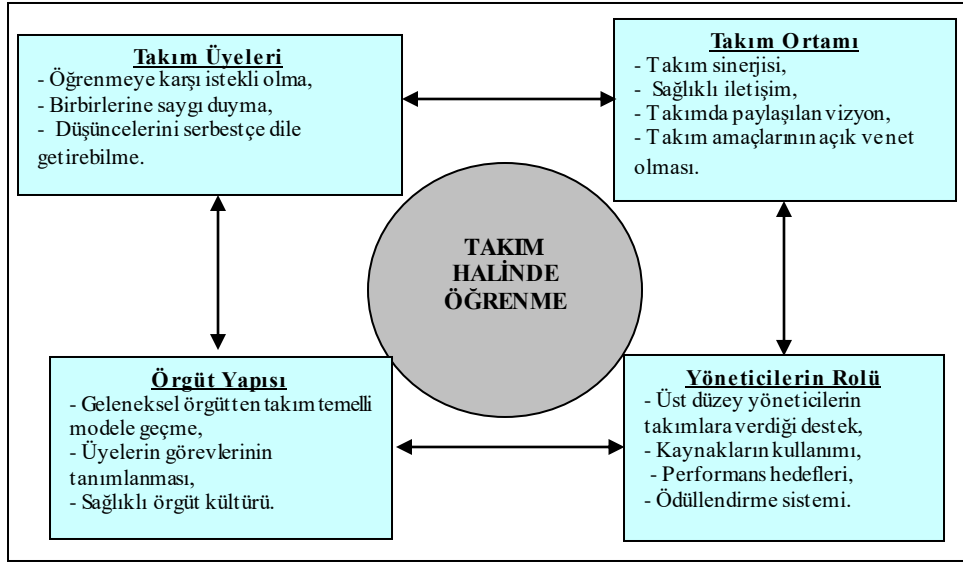 Takım Üyeleri
- Öğrenmeye karşı istekli olma,
- Birbirlerine saygı duyma,
- Düşüncelerini serbestçe dile
getirebilme.
Takım Ortamı
- Takım sinerjisi,
- Sağlıklı iletişim,
- Takımda paylaşılan vizyon,
- Takım amaçlarının açık ve net
olması.
TAKIM
HALİNDE
ÖĞRENME
Örgüt Yapısı
- Geleneksel örgütten takım temelli
modele geçme,
- Üyelerin görevlerinin
tanımlanması,
- Sağlıklı örgüt kültürü.
Yöneticilerin Rolü
- Üst düzey yöneticilerin
takımlara verdiği destek,
- Kaynakların kullanımı,
- Performans hedefleri,
- Ödüllendirme sistemi.